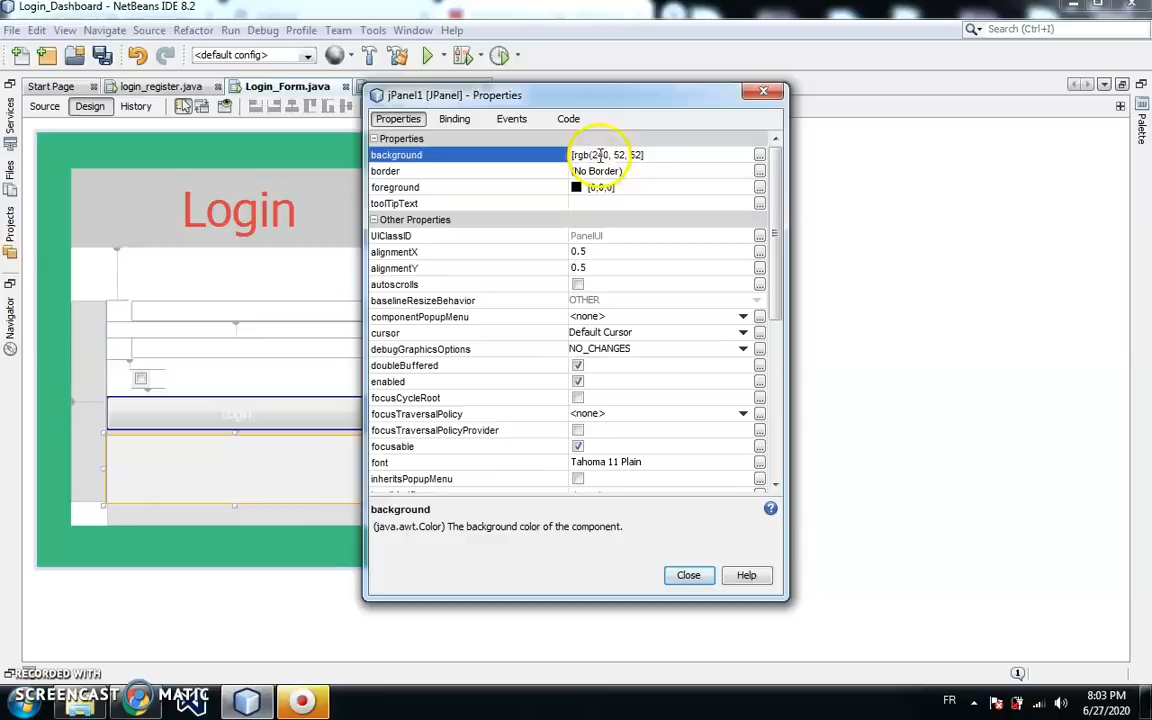 Login_Dashboard - NetBeans IDE 8.2
File Edit View Navigate Source Refactor Run Debug Profile Team Tools Window Help
Search (Ctrl+I)
<default config>
Start Page login_register.java Login_Form.java
Source Design History
jPanel1 [JPanel] - Properties
Properties Binding Events Code
Properties
background [rgb(240, 52, 52]
border (No Border)
foreground [0,0,0]
toolTipText
Other Properties
UIClassID PanelUI
alignmentX 0.5
alignmentY 0.5
autoscrolls
baselineResizeBehavior OTHER
componentPopupMenu <none>
cursor Default Cursor
debugGraphicsOptions NO_CHANGES
doubleBuffered
enabled
focusCycleRoot
focusTraversalPolicy <none>
focusTraversalPolicyProvider
focusable
font Tahoma 11 Plain
inheritsPopupMenu
background
(java.awt.Color) The background color of the component.
Close Help
Login
Login
Services
Files
Projects
Navigator
Palette
1
RECORDED WITH
SCREENCAST MATIC
FR
8:03 PM
6/27/2020